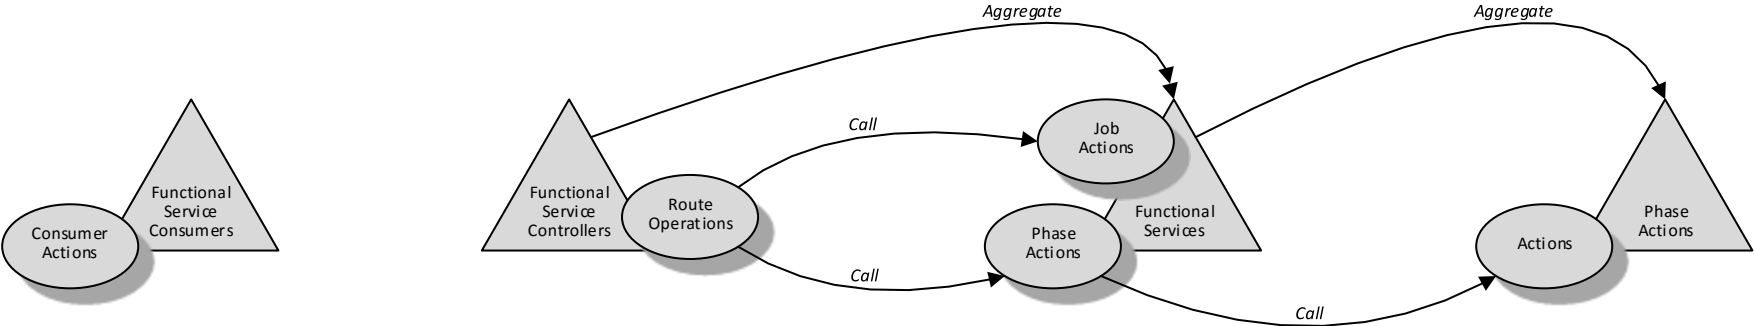 Aggregate
Aggregate
Call
Job
Actions
Functional
Service
Consumers
Consumer
Actions
Functional
Service
Controllers
Route
Operations
Functional
Services
Phase
Actions
Phase
Actions
Actions
Call
Call